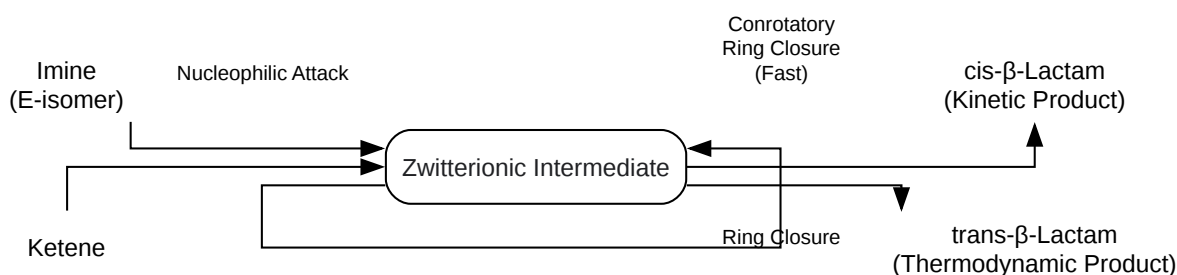 Imine
(E-isomer)
Nucleophilic Attack
Conrotatory
Ring Closure
(Fast)
cis-β-Lactam
(Kinetic Product)
Zwitterionic Intermediate
Ketene
Ring Closure
trans-β-Lactam
(Thermodynamic Product)